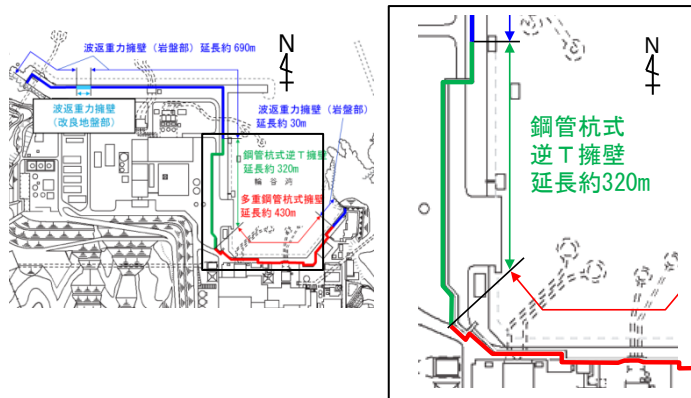 波返重力擁壁（岩盤部）延長約690m
N
波返重力擁壁
（改良地盤部）
波返重力擁壁（岩盤部）
延長約30m
鋼管杭式逆Ｔ擁壁
延長約320m
輪谷湾
多重鋼管杭式擁壁
延長約430m
N
鋼管杭式
逆Ｔ擁壁
延長約320m